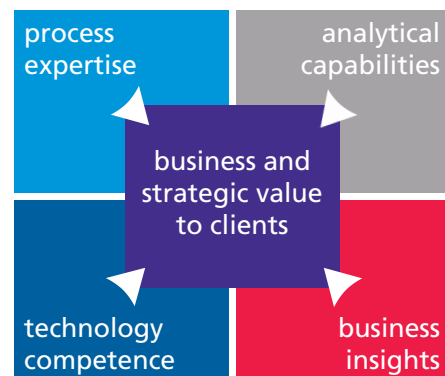 process
expertise
analytical
capabilities
business and
strategic value
to clients
technology
competence
business
insights